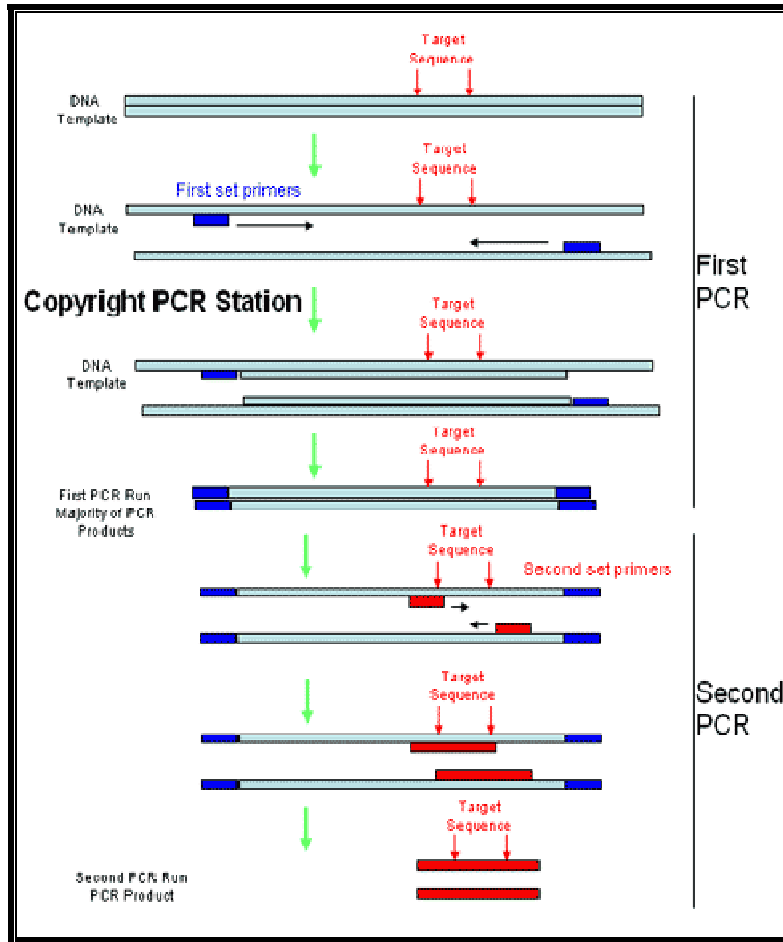 Target
Sequence
DNA
Template
Target
Sequence
First set primers
DNA
Template
First
PCR
Copyright PCR Station
Target
Sequence
DNA
Template
Target
Sequence
First PCR Run
Majority of PCR
Products
Target
Sequence
Second set primers
Target
Sequence
Second
PCR
Target
Sequence
Second PCR Run
PCR Product